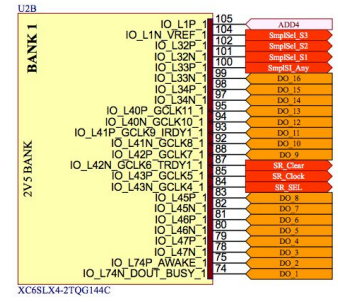 U2B
BANK 1
2V5 BANK
IO_L1P_1 105 ADD4
IO_L1N_VREF_1 104 SmplSel_S3
IO_L32P_1 102 SmplSel_S2
IO_L32N_1 101 SmplSel_S1
IO_L33P_1 100 SmplSl_Any
IO_L33N_1 99 DO_16
IO_L34P_1 98 DO_15
IO_L34N_1 97 DO_14
IO_L40P_GCLK11_1 95 DO_13
IO_L40N_GCLK10_1 94 DO_12
IO_L41P_GCLK9_IRDY1_1 93 DO_11
IO_L41N_GCLK8_1 92 DO_10
IO_L42P_GCLK7_1 88 DO_9
IO_L42N_GCLK6_TRDY1_1 87 SR_Clear
IO_L43P_GCLK5_1 85 SR_Clock
IO_L43N_GCLK4_1 84 SR_SEL
IO_L45P_1 83 DO_8
IO_L45N_1 82 DO_7
IO_L46P_1 81 DO_6
IO_L46N_1 80 DO_5
IO_L47P_1 79 DO_4
IO_L47N_1 78 DO_3
IO_L74P_AWAKE_1 75 DO_2
IO_L74N_DOUT_BUSY_1 74 DO_1
XC6SLX4-2TQG144C